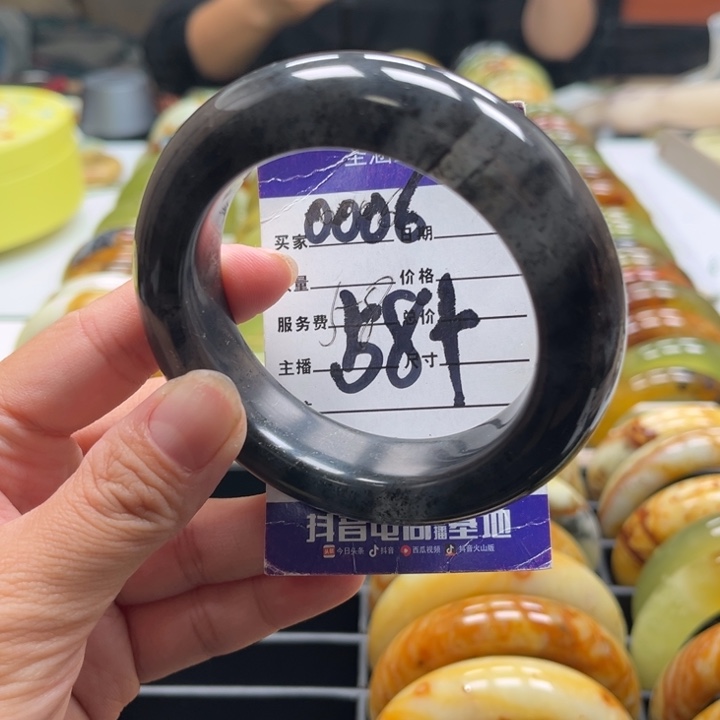 0006
买家 日期
量 价格
服务费 总价
主播 尺寸
584
抖音电商直播基地
今日头条 抖音 西瓜视频 抖音火山版